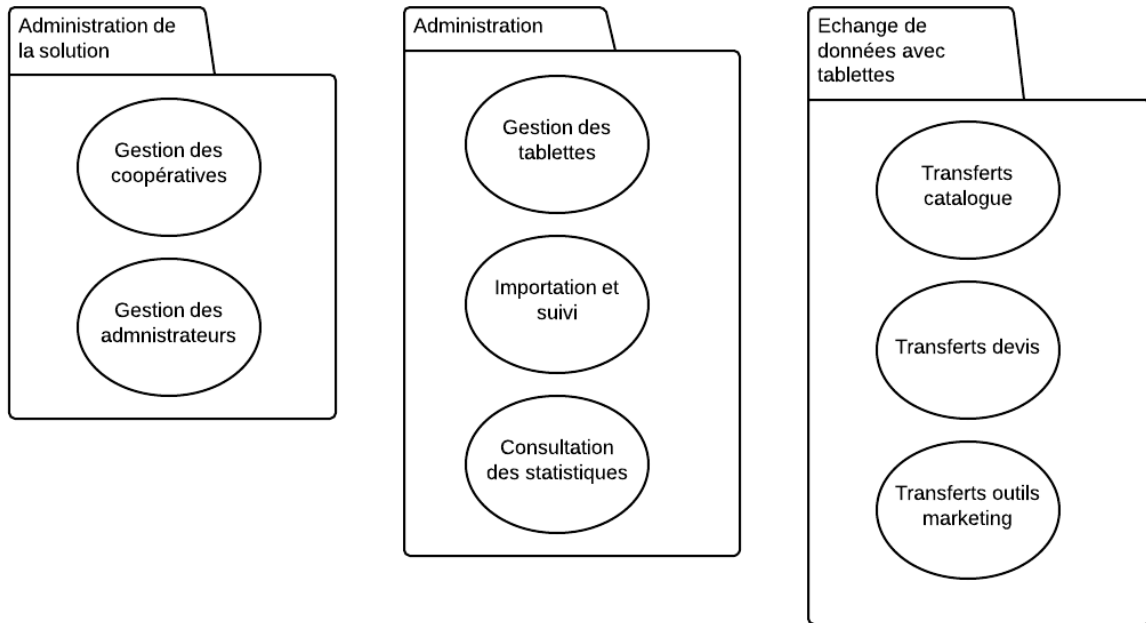 Administration de
la solution
Gestion des
coopératives
Gestion des
admnistrateurs
Administration
Gestion des
tablettes
Importation et
suivi
Consultation
des statistiques
Echange de
données avec
tablettes
Transferts
catalogue
Transferts devis
Transferts outils
marketing